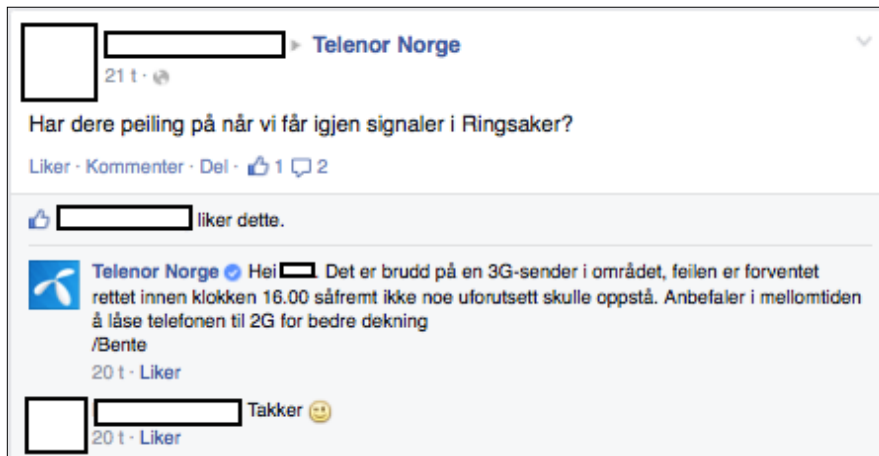 Telenor Norge
21 t ·
Har dere peiling på når vi får igjen signaler i Ringsaker?
Liker · Kommenter · Del · 1 2
liker dette.
Telenor Norge Hei . Det er brudd på en 3G-sender i området, feilen er forventet
rettet innen klokken 16.00 såfremt ikke noe uforutsett skulle oppstå. Anbefaler i mellomtiden
å låse telefonen til 2G for bedre dekning
/Bente
20 t · Liker
Takker
20 t · Liker